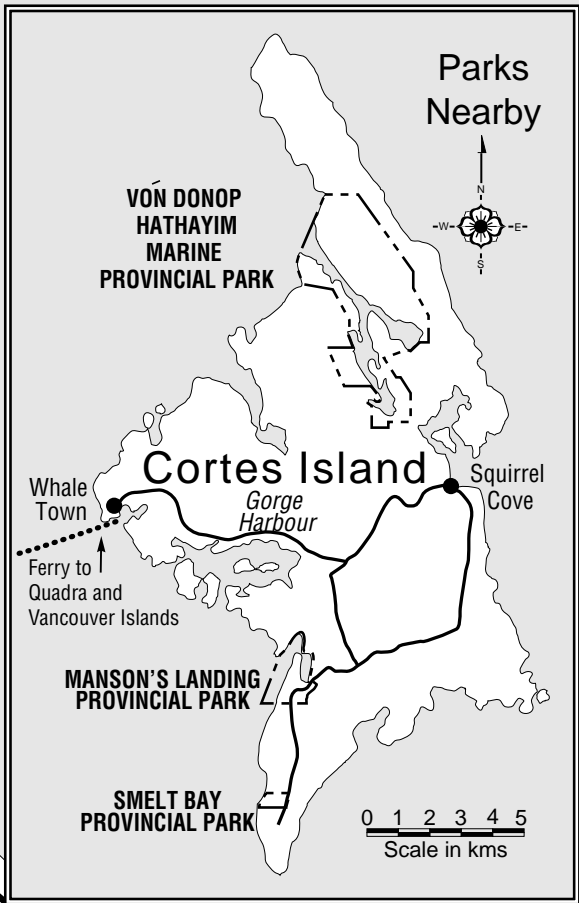 Parks
Nearby
N
W
E
S
VON DONOP
HATHAYIM
MARINE
PROVINCIAL PARK
Cortes Island
Whale
Town
Gorge
Harbour
Squirrel
Cove
Ferry to
Quadra and
Vancouver Islands
MANSON'S LANDING
PROVINCIAL PARK
SMELT BAY
PROVINCIAL PARK
0 1 2 3 4 5
Scale in kms